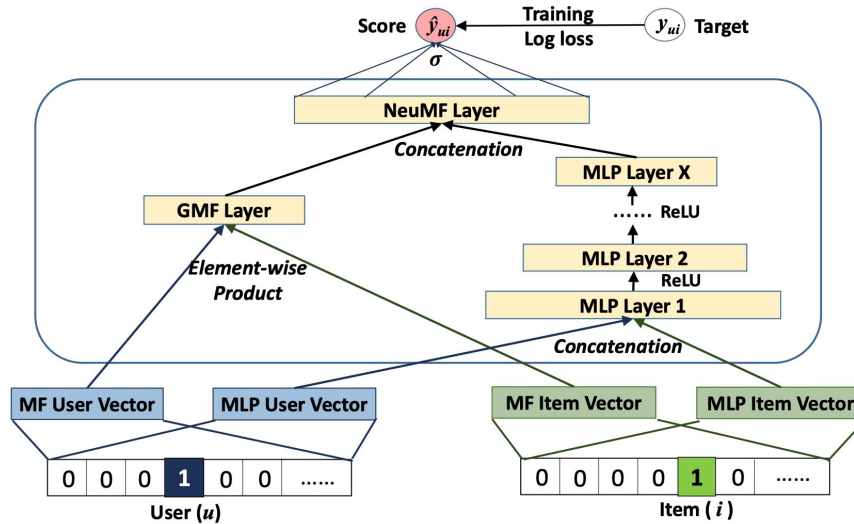 Score ŷui Training yui Target
Log loss
σ
NeuMF Layer
Concatenation
MLP Layer X
GMF Layer
...... ReLU
Element-wise
Product
MLP Layer 2
ReLU
MLP Layer 1
Concatenation
MF User Vector MLP User Vector MF Item Vector MLP Item Vector
0 0 0 1 0 0 ...... 0 0 0 0 1 0 ......
User (u) Item ( i )